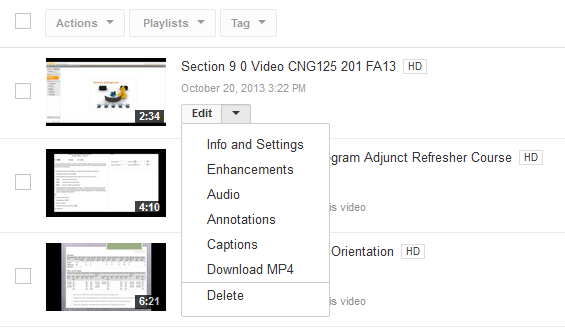 Actions Playlists Tag
Section 9 0 Video CNG125 201 FA13 HD
October 20, 2013 3:22 PM
2:34
Edit
Info and Settings
Enhancements
Audio
Annotations
Captions
Download MP4
Delete
gram Adjunct Refresher Course HD
4:10
is video
Orientation HD
6:21
is video